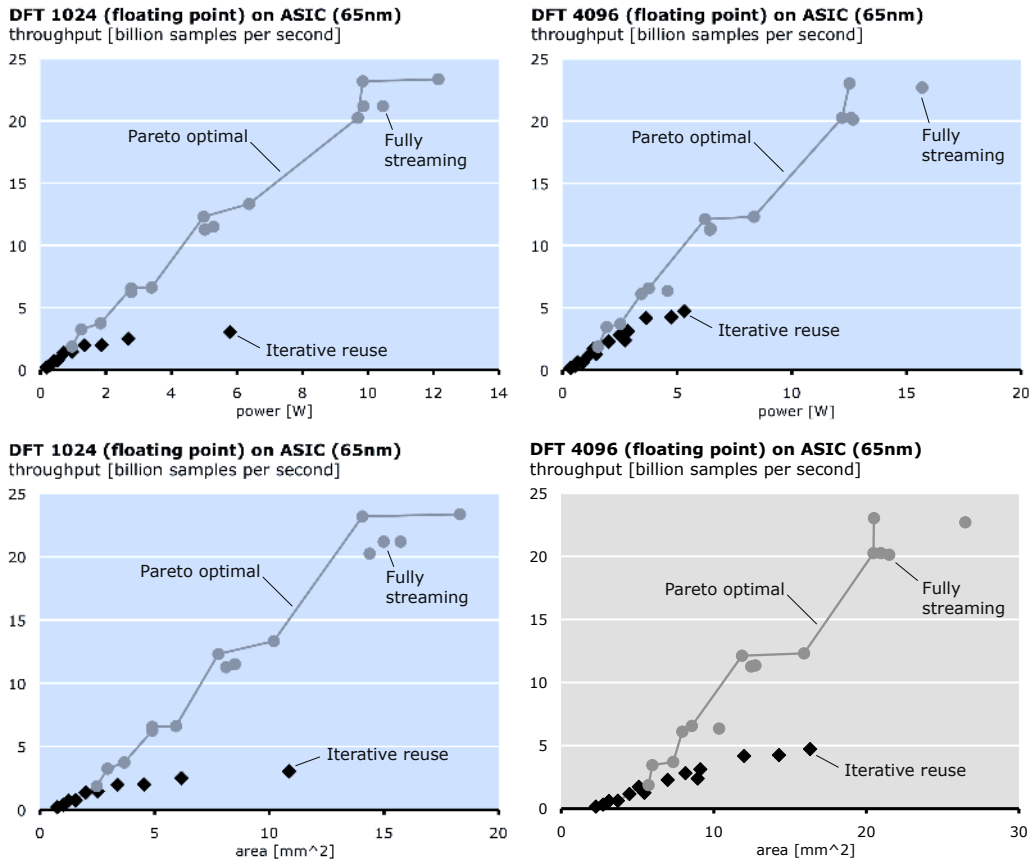 DFT 1024 (floating point) on ASIC (65nm)
throughput [billion samples per second]
25
20
15
10
5
0
Pareto optimal
Fully
streaming
Iterative reuse
0 2 4 6 8 10 12 14
power [W]
DFT 4096 (floating point) on ASIC (65nm)
throughput [billion samples per second]
25
20
15
10
5
0
Pareto optimal
Fully
streaming
Iterative reuse
0 5 10 15 20
power [W]
DFT 1024 (floating point) on ASIC (65nm)
throughput [billion samples per second]
25
20
15
10
5
0
Pareto optimal
Fully
streaming
Iterative reuse
0 5 10 15 20
area [mm^2]
DFT 4096 (floating point) on ASIC (65nm)
throughput [billion samples per second]
25
20
15
10
5
0
Pareto optimal
Fully
streaming
Iterative reuse
0 10 20 30
area [mm^2]